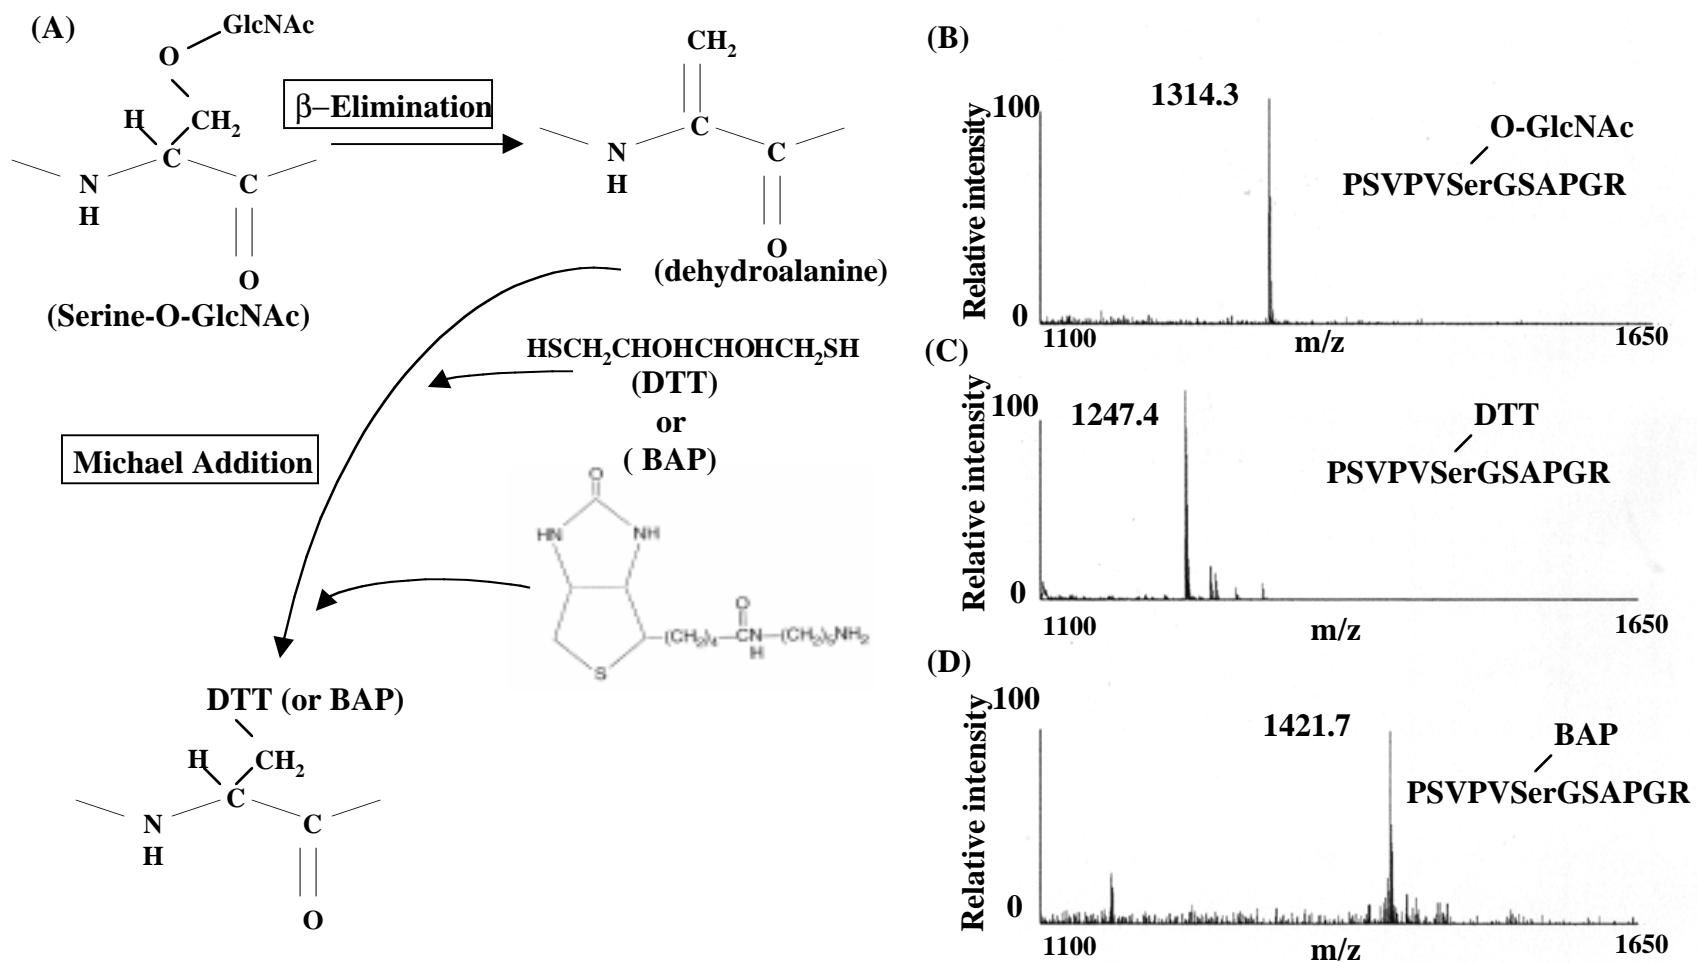 (A)
GlcNAc
O
H
CH2
C
N
H
C
O
(Serine-O-GlcNAc)
β–Elimination
CH2
C
N
H
C
O
(dehydroalanine)
HSCH2CHOHCHOHCH2SH
(DTT)
or
( BAP)
Michael Addition
O
HN
NH
S
(CH2)4
O
CN
H
(CH2)5NH2
DTT (or BAP)
H
CH2
C
N
H
C
O
(B)
Relative intensity
100
0
1314.3
O-GlcNAc
PSVPVSerGSAPGR
1100
m/z
1650
(C)
Relative intensity
100
0
1247.4
DTT
PSVPVSerGSAPGR
1100
m/z
1650
(D)
Relative intensity
100
0
1421.7
BAP
PSVPVSerGSAPGR
1100
m/z
1650